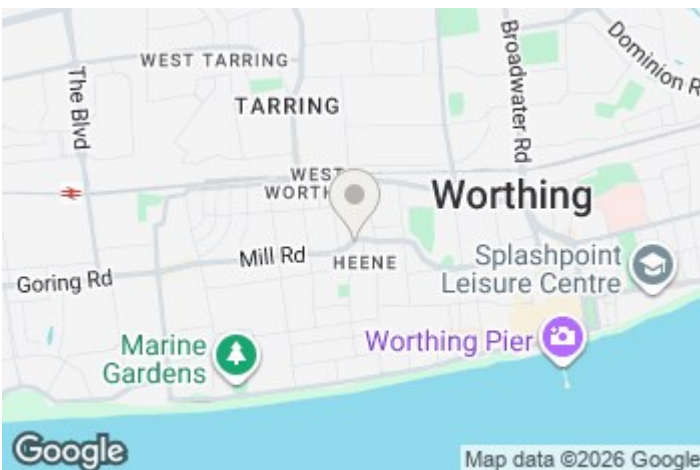 WEST TARRING
The Blvd
TARRING
Broadwater Rd
Dominion R
WEST
WORTH
Worthing
Mill Rd
HEENE
Goring Rd
Splashpoint
Leisure Centre
Marine
Gardens
Worthing Pier
Google
Map data ©2026 Google